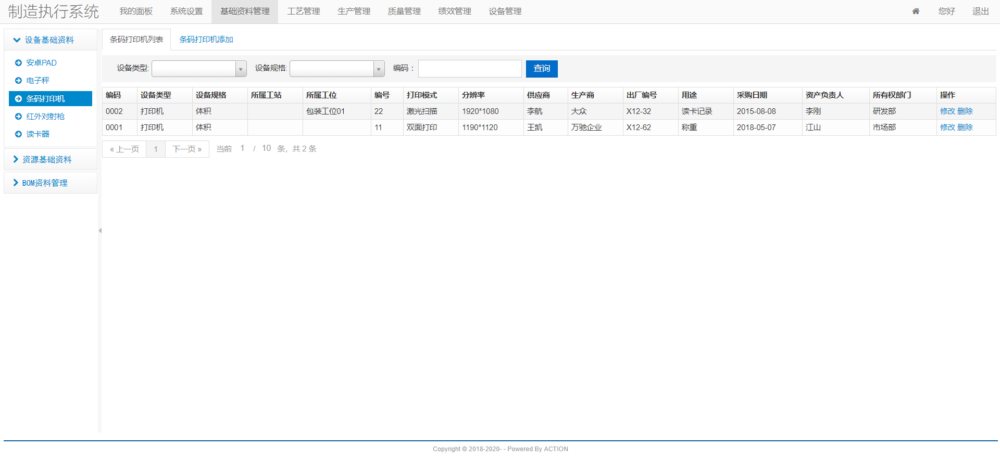 制造执行系统 我的面板 系统设置 基础资料管理 工艺管理 生产管理 质量管理 绩效管理 设备管理 您好 退出
设备基础资料
安卓PAD
电子秤
条码打印机
红外对射枪
读卡器
资源基础资料
BOM资料管理
条码打印机列表 条码打印机添加
设备类型: 设备规格: 编码： 查询
编码 设备类型 设备规格 所属工站 所属工位 编号 打印模式 分辨率 供应商 生产商 出厂编号 用途 采购日期 资产负责人 所有权部门 操作
0002 打印机 体积 包装工位01 22 激光扫描 1920*1080 李航 大众 X12-32 读卡记录 2015-08-08 李刚 研发部 修改 删除
0001 打印机 体积 11 双面打印 1190*1120 王凯 万驰企业 X12-62 称重 2018-05-07 江山 市场部 修改 删除
« 上一页 1 下一页 » 当前 1 / 10 条，共 2 条
Copyright © 2018-2020- - Powered By ACTION